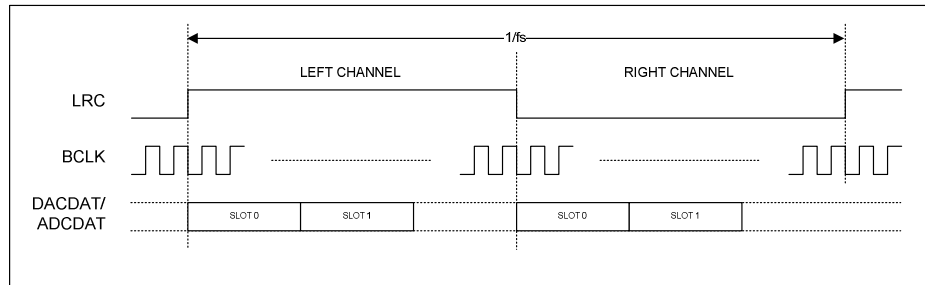 1/fs
LEFT CHANNEL
RIGHT CHANNEL
LRC
BCLK
DACDAT/
ADCDAT
SLOT 0
SLOT 1
SLOT 0
SLOT 1